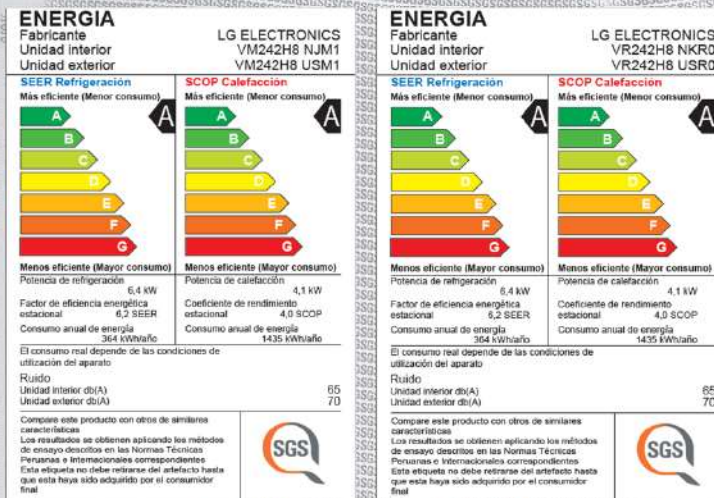 ENERGIA
Fabricante LG ELECTRONICS
Unidad interior VM242H8 NJM1
Unidad exterior VM242H8 USM1
SEER Refrigeración SCOP Calefacción
Más eficiente (Menor consumo) Más eficiente (Menor consumo)
A A A A
B B
C C
D D
E E
F F
G G
Menos eficiente (Mayor consumo) Menos eficiente (Mayor consumo)
Potencia de refrigeración Potencia de calefacción
6,4 kW 4,1 kW
Factor de eficiencia energética Coeficiente de rendimiento
estacional 6,2 SEER estacional 4,0 SCOP
Consumo anual de energía Consumo anual de energía
364 kWh/año 1435 kWh/año
El consumo real depende de las condiciones de
utilización del aparato
Ruido
Unidad interior db(A) 65
Unidad exterior db(A) 70
Compare este producto con otros de similares
características
Los resultados se obtienen aplicando los métodos
de ensayo descritos en las Normas Técnicas
Peruanas e Internacionales correspondientes
Esta etiqueta no debe retirarse del artefacto hasta
que esta haya sido adquirido por el consumidor
final
SGS
ENERGIA
Fabricante LG ELECTRONICS
Unidad interior VR242H8 NKR0
Unidad exterior VR242H8 USR0
SEER Refrigeración SCOP Calefacción
Más eficiente (Menor consumo) Más eficiente (Menor consumo)
A A A A
B B
C C
D D
E E
F F
G G
Menos eficiente (Mayor consumo) Menos eficiente (Mayor consumo)
Potencia de refrigeración Potencia de calefacción
6,4 kW 4,1 kW
Factor de eficiencia energética Coeficiente de rendimiento
estacional 6,2 SEER estacional 4,0 SCOP
Consumo anual de energía Consumo anual de energía
364 kWh/año 1435 kWh/año
El consumo real depende de las condiciones de
utilización del aparato
Ruido
Unidad interior db(A) 65
Unidad exterior db(A) 70
Compare este producto con otros de similares
características
Los resultados se obtienen aplicando los métodos
de ensayo descritos en las Normas Técnicas
Peruanas e Internacionales correspondientes
Esta etiqueta no debe retirarse del artefacto hasta
que esta haya sido adquirido por el consumidor
final
SGS